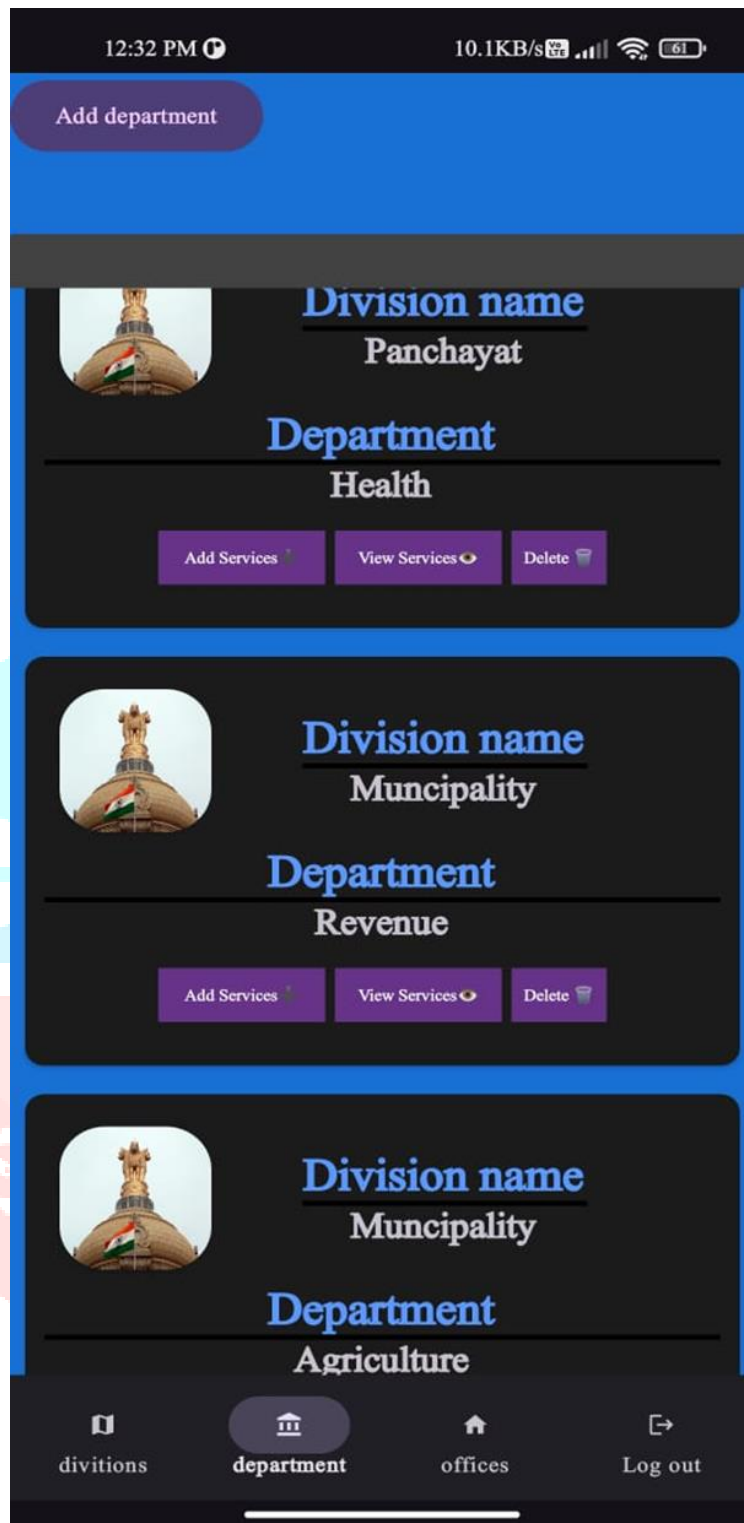 12:32 PM 10.1KB/s Vo LTE 61
Add department
Division name
Panchayat
Department
Health
Add Services View Services Delete
Division name
Muncipality
Department
Revenue
Add Services View Services Delete
Division name
Muncipality
Department
Agriculture
divitions department offices Log out